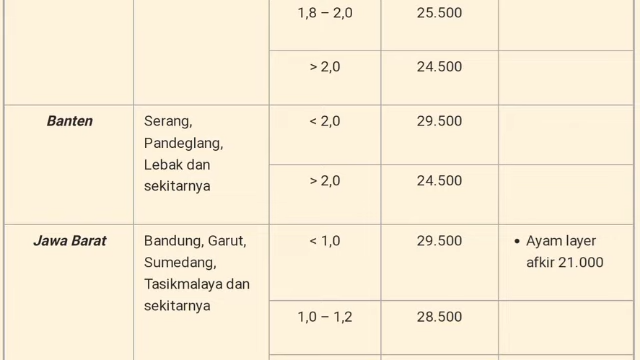 1,8 – 2,0 25.500
> 2,0 24.500
Banten Serang, < 2,0 29.500
Pandeglang,
Lebak dan
sekitarnya > 2,0 24.500
Jawa Barat Bandung, Garut, < 1,0 29.500 • Ayam layer
Sumedang, afkir 21.000
Tasikmalaya dan
sekitarnya
1,0 – 1,2 28.500